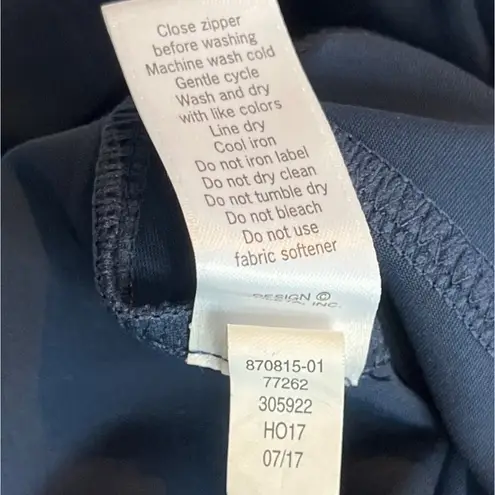 Close zipper
before washing
Machine wash cold
Gentle cycle
Wash and dry
with like colors
Line dry
Cool iron
Do not iron label
Do not dry clean
Do not tumble dry
Do not bleach
Do not use
fabric softener
DESIGN ©
INC.
870815-01
77262
305922
HO17
07/17